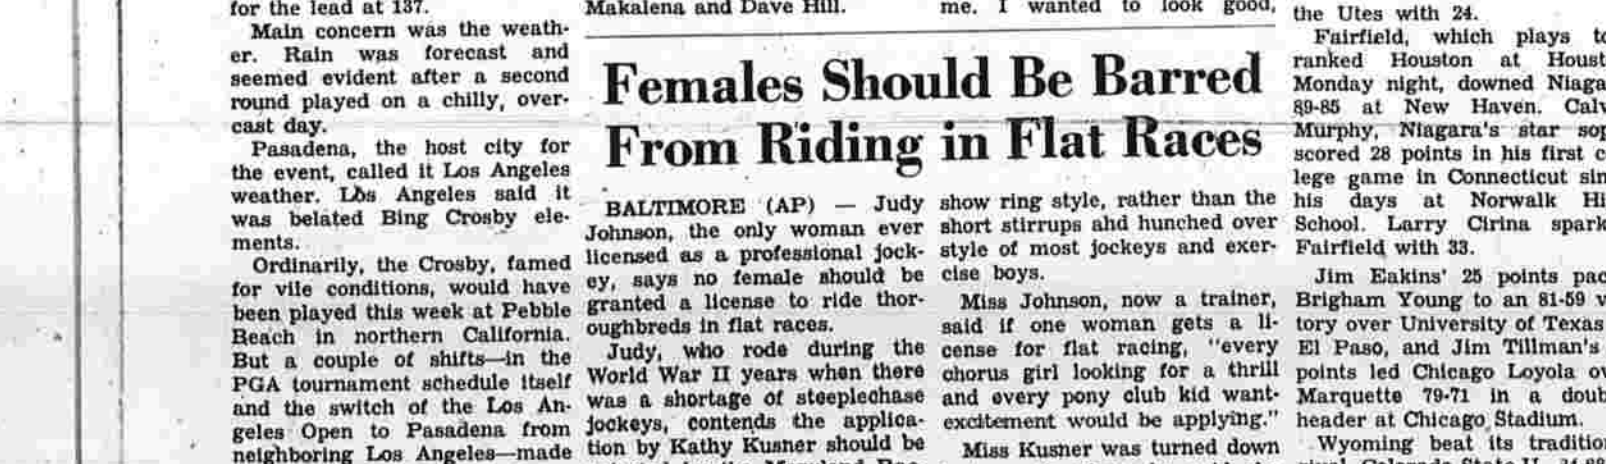 for the lead at 137.
Main concern was the weath-
er. Rain was forecast and
seemed evident after a second
round played on a chilly, over-
cast day.
Pasadena, the host city for
the event, called it Los Angeles
weather. Los Angeles said it
was belated Bing Crosby ele-
ments.
Ordinarily, the Crosby, famed
for vile conditions, would have
been played this week at Pebble
Beach in northern California.
But a couple of shifts—in the
PGA tournament schedule itself
and the switch of the Los An-
geles Open to Pasadena from
neighboring Los Angeles—made
Makalena and Dave Hill.
me. I wanted to look good,
Females Should Be Barred
From Riding in Flat Races
BALTIMORE (AP) — Judy
Johnson, the only woman ever
licensed as a professional jock-
ey, says no female should be
granted a license to ride thor-
oughbreds in flat races.
Judy, who rode during the
World War II years when there
was a shortage of steeplechase
jockeys, contends the applica-
tion by Kathy Kusner should be
show ring style, rather than the
short stirrups ahd hunched over
style of most jockeys and exer-
cise boys.
Miss Johnson, now a trainer,
said if one woman gets a li-
cense for flat racing, "every
chorus girl looking for a thrill
and every pony club kid want-
excitement would be applying."
Miss Kusner was turned down
the Utes with 24.
Fairfield, which plays to
ranked Houston at Houst
Monday night, downed Niaga
89-85 at New Haven. Calv
Murphy, Niagara's star sop
scored 28 points in his first c
lege game in Connecticut sin
his days at Norwalk Hi
School. Larry Cirina spark
Fairfield with 33.
Jim Eakins' 25 points pac
Brigham Young to an 81-59 v
tory over University of Texas
El Paso, and Jim Tillman's
points led Chicago Loyola ov
Marquette 79-71 in a doub
header at Chicago Stadium.
Wyoming beat its traditio